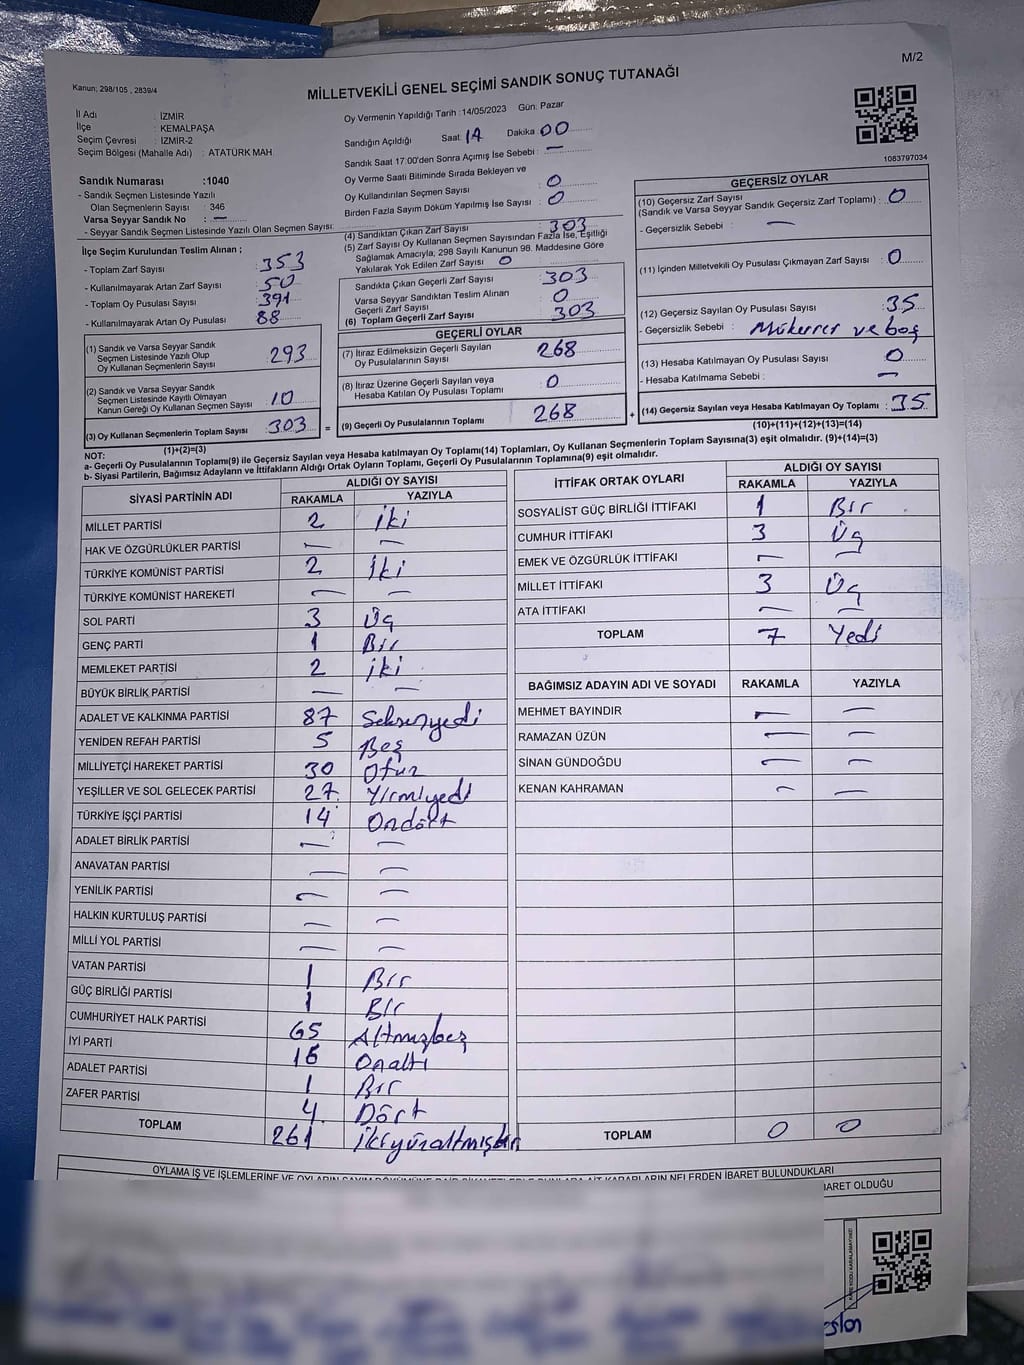 M/2
Kanun; 298/105 , 2839/4
MİLLETVEKİLİ GENEL SEÇİMİ SANDIK SONUÇ TUTANAĞI
İl Adı : İZMİR
İlçe : KEMALPAŞA
Seçim Çevresi : İZMİR-2
Seçim Bölgesi (Mahalle Adı) : ATATÜRK MAH.
Sandık Numarası :1040
- Sandık Seçmen Listesinde Yazılı
Olan Seçmenlerin Sayısı : 346
Varsa Seyyar Sandık No : —
- Seyyar Sandık Seçmen Listesinde Yazılı Olan Seçmen Sayısı:
İlçe Seçim Kurulundan Teslim Alınan ;
- Toplam Zarf Sayısı : 353
- Kullanılmayarak Artan Zarf Sayısı : 50
- Toplam Oy Pusulası Sayısı : 391
- Kullanılmayarak Artan Oy Pusulası : 88
(1) Sandık ve Varsa Seyyar Sandık
Seçmen Listesinde Yazılı Olup
Oy Kullanan Seçmenlerin Sayısı : 293
(2) Sandık ve Varsa Seyyar Sandık
Seçmen Listesinde Kayıtlı Olmayan
Kanun Gereği Oy Kullanan Seçmen Sayısı : 10
(3) Oy Kullanan Seçmenlerin Toplam Sayısı : 303
(1)+(2)=(3)
Oy Vermenin Yapıldığı Tarih :14/05/2023 Gün: Pazar
Sandığın Açıldığı Saat: 17 Dakika 00
Sandık Saat 17:00'den Sonra Açımış İse Sebebi : —
Oy Verme Saati Bitiminde Sırada Bekleyen ve
Oy Kullandırılan Seçmen Sayısı : 0
Birden Fazla Sayım Döküm Yapılmış İse Sayısı : 0
(4) Sandıktan Çıkan Zarf Sayısı : 303
(5) Zarf Sayısı Oy Kullanan Seçmen Sayısından Fazla İse, Eşitliği
Sağlamak Amacıyla, 298 Sayılı Kanunun 98. Maddesine Göre
Yakılarak Yok Edilen Zarf Sayısı : 0
Sandıkta Çıkan Geçerli Zarf Sayısı : 303
Varsa Seyyar Sandıktan Teslim Alınan
Geçerli Zarf Sayısı : 0
(6) Toplam Geçerli Zarf Sayısı : 303
GEÇERLİ OYLAR
(7) İtiraz Edilmeksizin Geçerli Sayılan
Oy Pusulalarının Sayısı : 268
(8) İtiraz Üzerine Geçerli Sayılan veya
Hesaba Katılan Oy Pusulası Toplamı : 0
= (9) Geçerli Oy Pusulalarının Toplamı : 268
1083797034
GEÇERSİZ OYLAR
(10) Geçersiz Zarf Sayısı
(Sandık ve Varsa Seyyar Sandık Geçersiz Zarf Toplamı) : 0
- Geçersizlik Sebebi : —
(11) İçinden Milletvekili Oy Pusulası Çıkmayan Zarf Sayısı : 0
(12) Geçersiz Sayılan Oy Pusulası Sayısı : 35
- Geçersizlik Sebebi : Mükerrer ve boş
(13) Hesaba Katılmayan Oy Pusulası Sayısı : 0
- Hesaba Katılmama Sebebi : —
+ (14) Geçersiz Sayılan veya Hesaba Katılmayan Oy Toplamı : 35
(10)+(11)+(12)+(13)=(14)
NOT:
a- Geçerli Oy Pusulalarının Toplamı(9) ile Geçersiz Sayılan veya Hesaba katılmayan Oy Toplamı(14) Toplamları, Oy Kullanan Seçmenlerin Toplam Sayısına(3) eşit olmalıdır. (9)+(14)=(3)
b- Siyasi Partilerin, Bağımsız Adayların ve İttifakların Aldığı Ortak Oyların Toplamı, Geçerli Oy Pusulalarının Toplamına(9) eşit olmalıdır.
SİYASİ PARTİNİN ADI ALDIĞI OY SAYISI
RAKAMLA YAZIYLA
MİLLET PARTİSİ 2 iki
HAK VE ÖZGÜRLÜKLER PARTİSİ — —
TÜRKİYE KOMÜNİST PARTİSİ 2 İki
TÜRKİYE KOMÜNİST HAREKETİ — —
SOL PARTİ 3 Üç
GENÇ PARTİ 1 Bir
MEMLEKET PARTİSİ 2 iki
BÜYÜK BİRLİK PARTİSİ — —
ADALET VE KALKINMA PARTİSİ 87 Seksenyedi
YENİDEN REFAH PARTİSİ 5 Beş
MİLLİYETÇİ HAREKET PARTİSİ 30 Otuz
YEŞİLLER VE SOL GELECEK PARTİSİ 27 Yirmiyedi
TÜRKİYE İŞÇİ PARTİSİ 14 Ondört
ADALET BİRLİK PARTİSİ — —
ANAVATAN PARTİSİ — —
YENİLİK PARTİSİ — —
HALKIN KURTULUŞ PARTİSİ — —
MİLLİ YOL PARTİSİ — —
VATAN PARTİSİ 1 Bir
GÜÇ BİRLİĞİ PARTİSİ 1 Bir
CUMHURİYET HALK PARTİSİ 65 Altmışbeş
İYİ PARTİ 16 Onaltı
ADALET PARTİSİ 1 Bir
ZAFER PARTİSİ 4 Dört
TOPLAM 261 ikiyüzaltmışbir
İTTİFAK ORTAK OYLARI ALDIĞI OY SAYISI
RAKAMLA YAZIYLA
SOSYALİST GÜÇ BİRLİĞİ İTTİFAKI 1 Bir
CUMHUR İTTİFAKI 3 Üç
EMEK VE ÖZGÜRLÜK İTTİFAKI — —
MİLLET İTTİFAKI 3 Üç
ATA İTTİFAKI — —
TOPLAM 7 Yedi
BAĞIMSIZ ADAYIN ADI VE SOYADI RAKAMLA YAZIYLA
MEHMET BAYINDIR — —
RAMAZAN ÜZÜN — —
SİNAN GÜNDOĞDU — —
KENAN KAHRAMAN — —
TOPLAM 0 0
OYLAMA İŞ VE İŞLEMLERİNE VE OYLARIN SAYIM DÖKÜMÜNE DAİR ŞİKAYETLERLE BUNLARA AİT KARARLARIN NELERDEN İBARET BULUNDUKLARI
BARET OLDUĞU